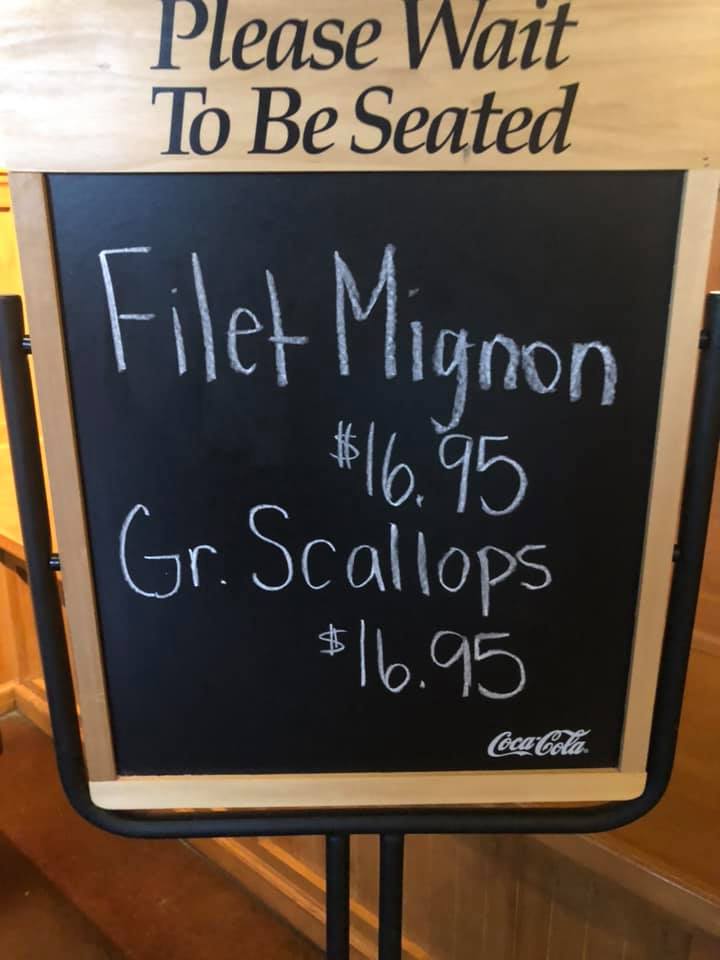 Please Wait
To Be Seated
Filet Mignon
$16.95
Gr. Scallops
$16.95
Coca-Cola